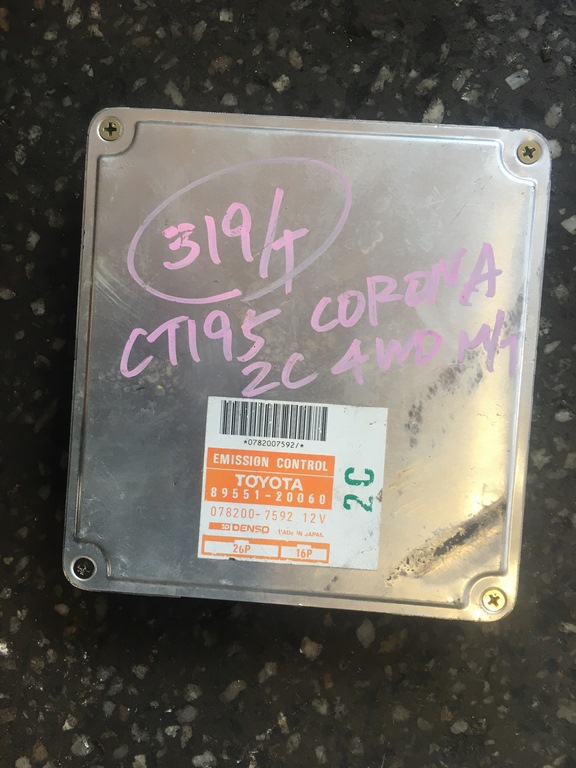 319/T
CT195 CORONA
2C 4WD M/T
*0782007592/*
EMISSION CONTROL
TOYOTA
89551-20060
078200-7592 12V
DENSO MADE IN JAPAN
26P 16P
2C